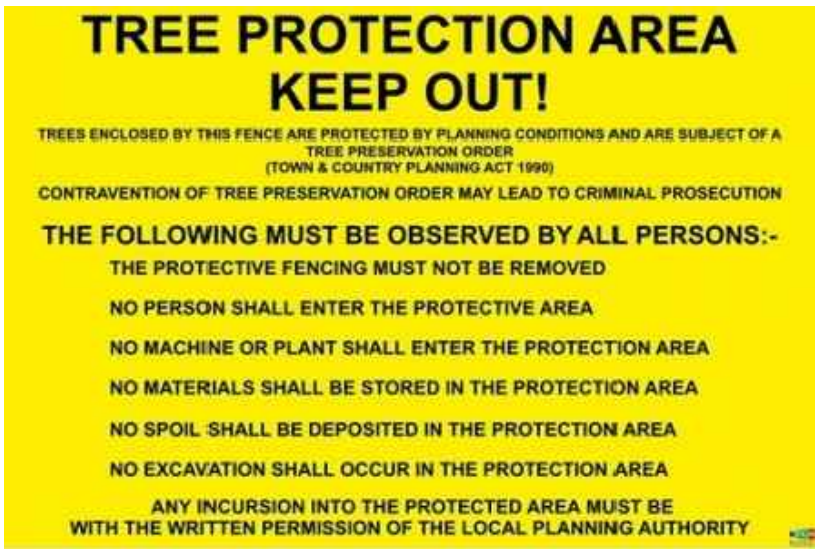 TREE PROTECTION AREA
KEEP OUT!
TREES ENCLOSED BY THIS FENCE ARE PROTECTED BY PLANNING CONDITIONS AND ARE SUBJECT OF A
TREE PRESERVATION ORDER
(TOWN & COUNTRY PLANNING ACT 1990)
CONTRAVENTION OF TREE PRESERVATION ORDER MAY LEAD TO CRIMINAL PROSECUTION
THE FOLLOWING MUST BE OBSERVED BY ALL PERSONS:-
THE PROTECTIVE FENCING MUST NOT BE REMOVED
NO PERSON SHALL ENTER THE PROTECTIVE AREA
NO MACHINE OR PLANT SHALL ENTER THE PROTECTION AREA
NO MATERIALS SHALL BE STORED IN THE PROTECTION AREA
NO SPOIL SHALL BE DEPOSITED IN THE PROTECTION AREA
NO EXCAVATION SHALL OCCUR IN THE PROTECTION AREA
ANY INCURSION INTO THE PROTECTED AREA MUST BE
WITH THE WRITTEN PERMISSION OF THE LOCAL PLANNING AUTHORITY